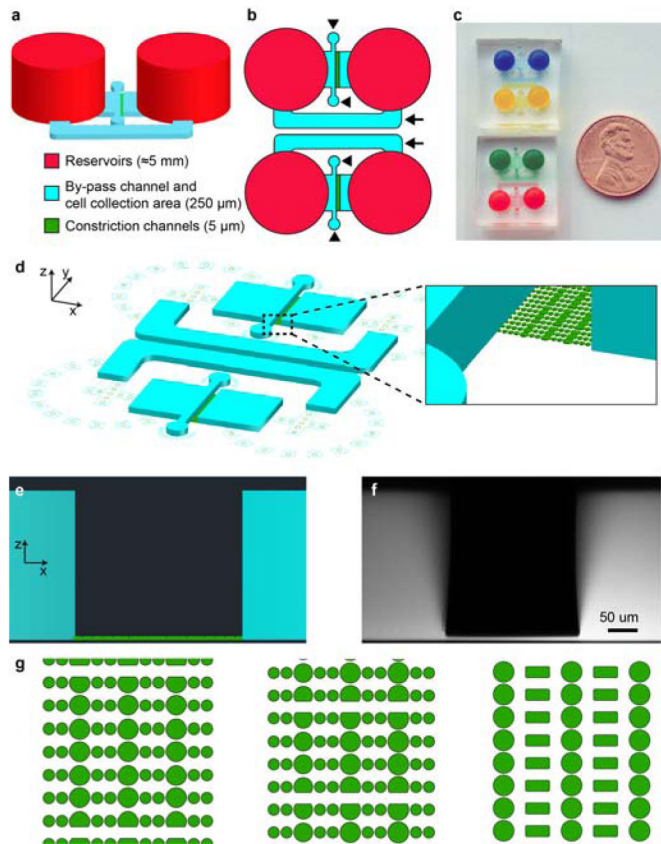 a
b
c
Reservoirs (≈5 mm)
By-pass channel and
cell collection area (250 µm)
Constriction channels (5 µm)
d
z
y
x
e
z
x
f
50 um
g